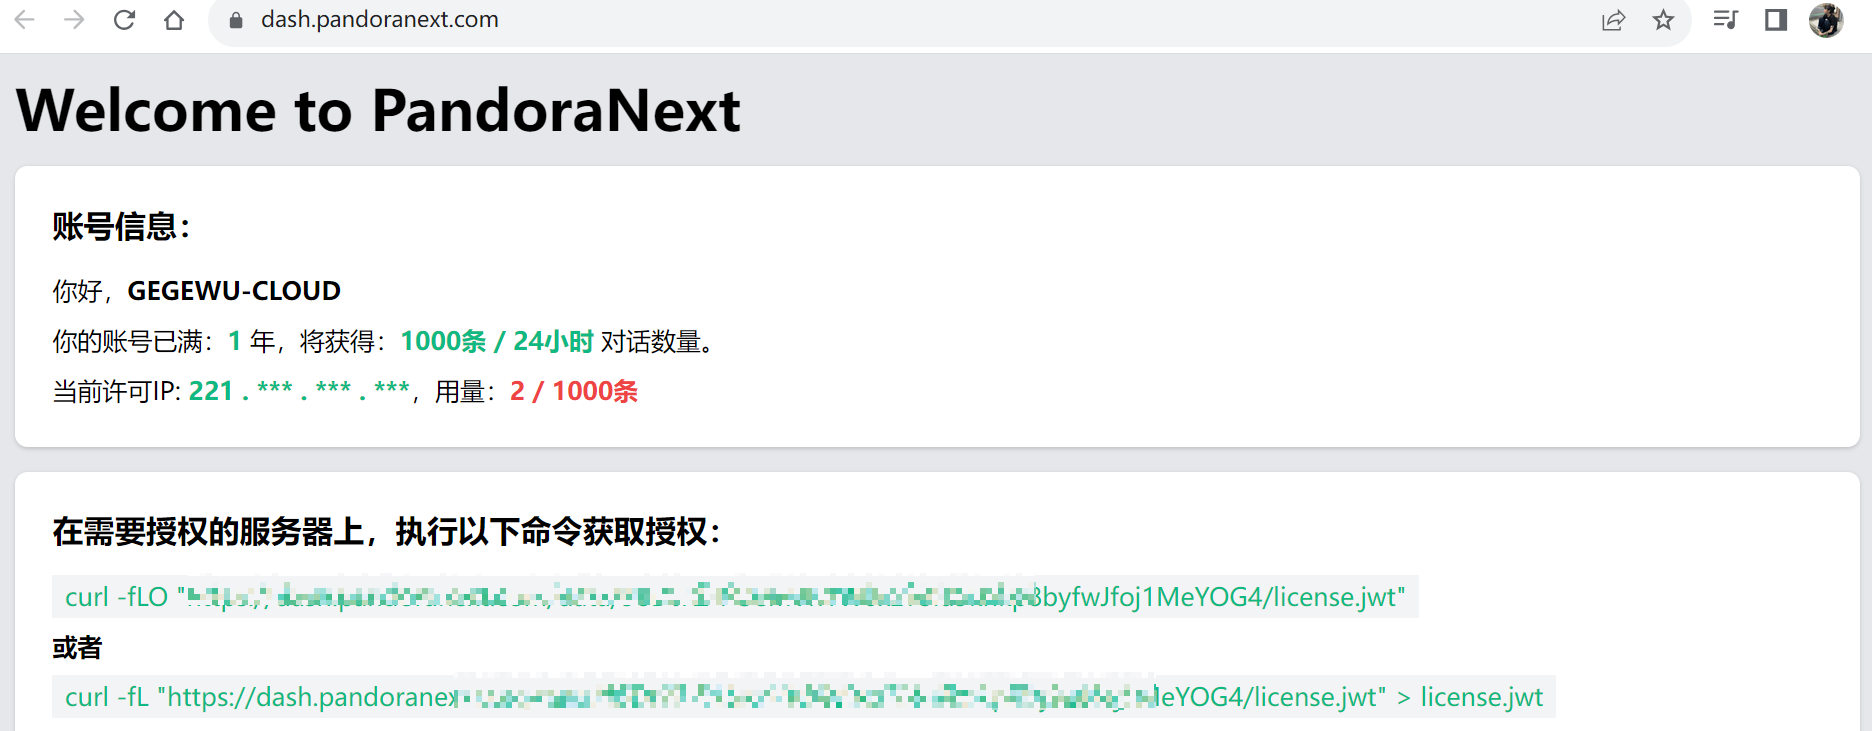 dash.pandoranext.com
Welcome to PandoraNext
账号信息：
你好，GEGEWU-CLOUD
你的账号已满：1 年，将获得：1000条 / 24小时 对话数量。
当前许可IP: 221 . *** . *** . ***，用量：2 / 1000条
在需要授权的服务器上，执行以下命令获取授权：
curl -fLO "byfwJfoj1MeYOG4/license.jwt"
或者
curl -fL "https://dash.pandoranexeYOG4/license.jwt" > license.jwt